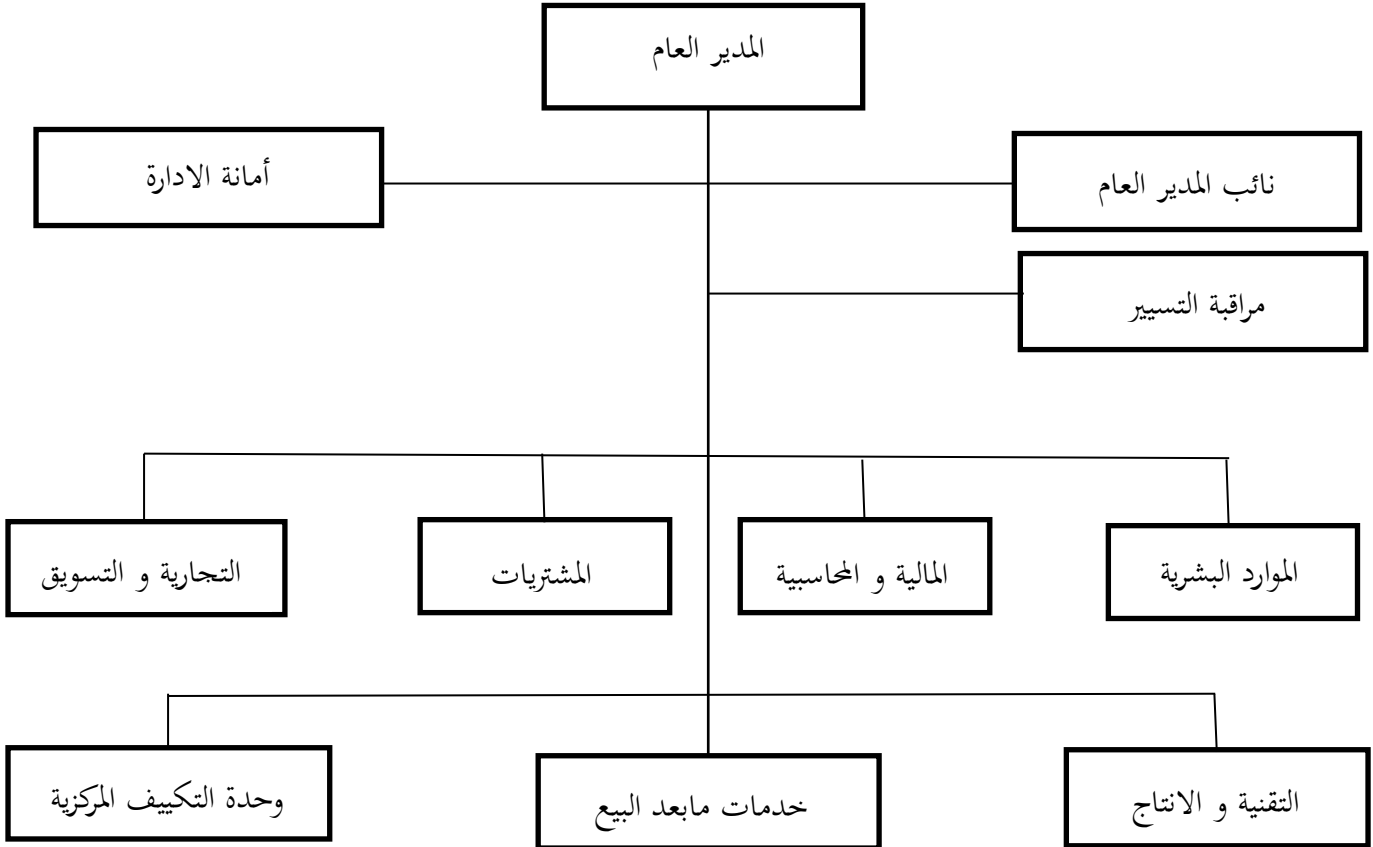 المدير العام
نائب المدير العام
أمانة الادارة
مراقبة التسيير
الموارد البشرية
المالية و المحاسبية
المشتريات
التجارية و التسويق
التقنية و الانتاج
خدمات مابعد البيع
وحدة التكييف المركزية